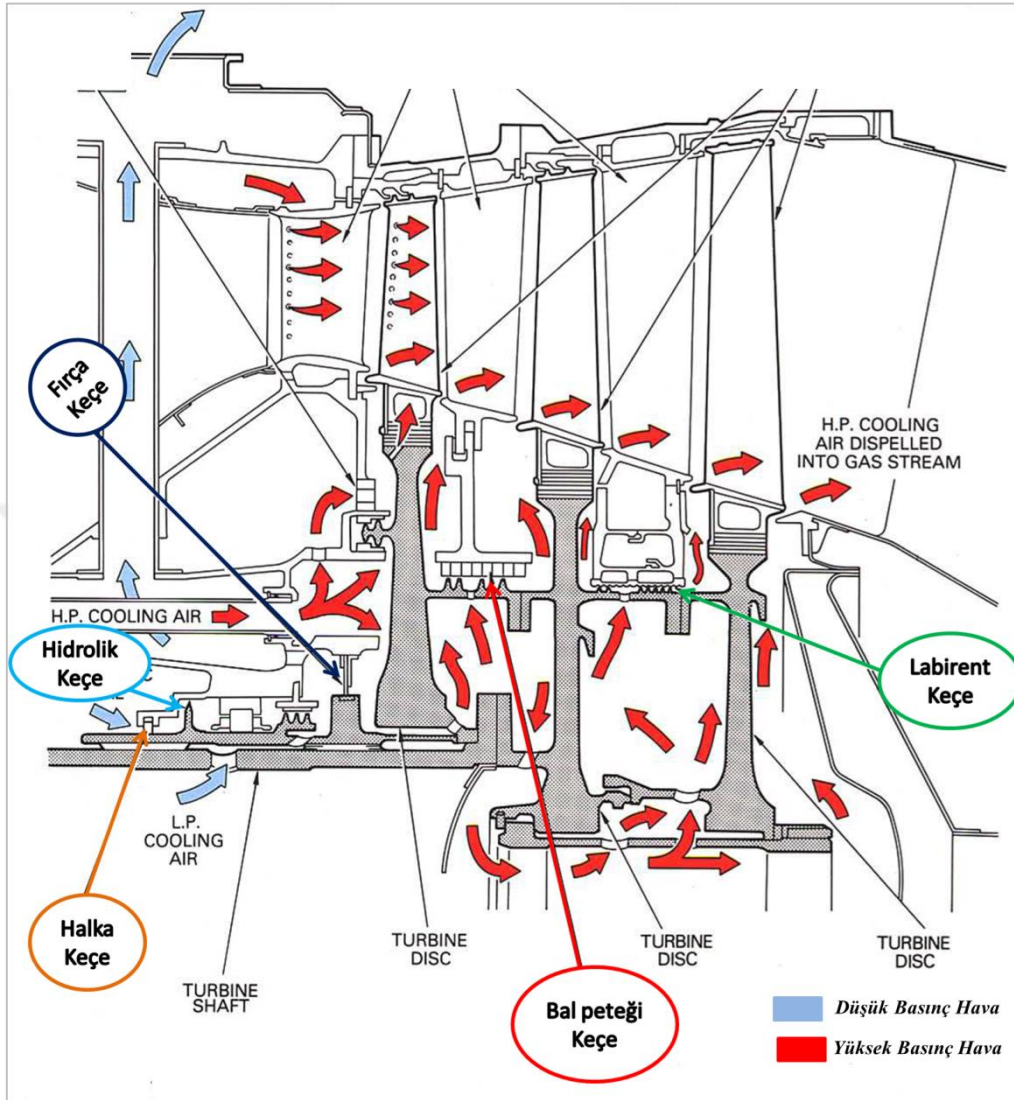 Fırça
Keçe
H.P. COOLING
AIR DISPELLED
INTO GAS STREAM
H.P. COOLING AIR
Hidrolik
Keçe
Labirent
Keçe
L.P.
COOLING
AIR
Halka
Keçe
TURBINE
SHAFT
TURBINE
DISC
TURBINE
DISC
TURBINE
DISC
Bal peteği
Keçe
Düşük Basınç Hava
Yüksek Basınç Hava